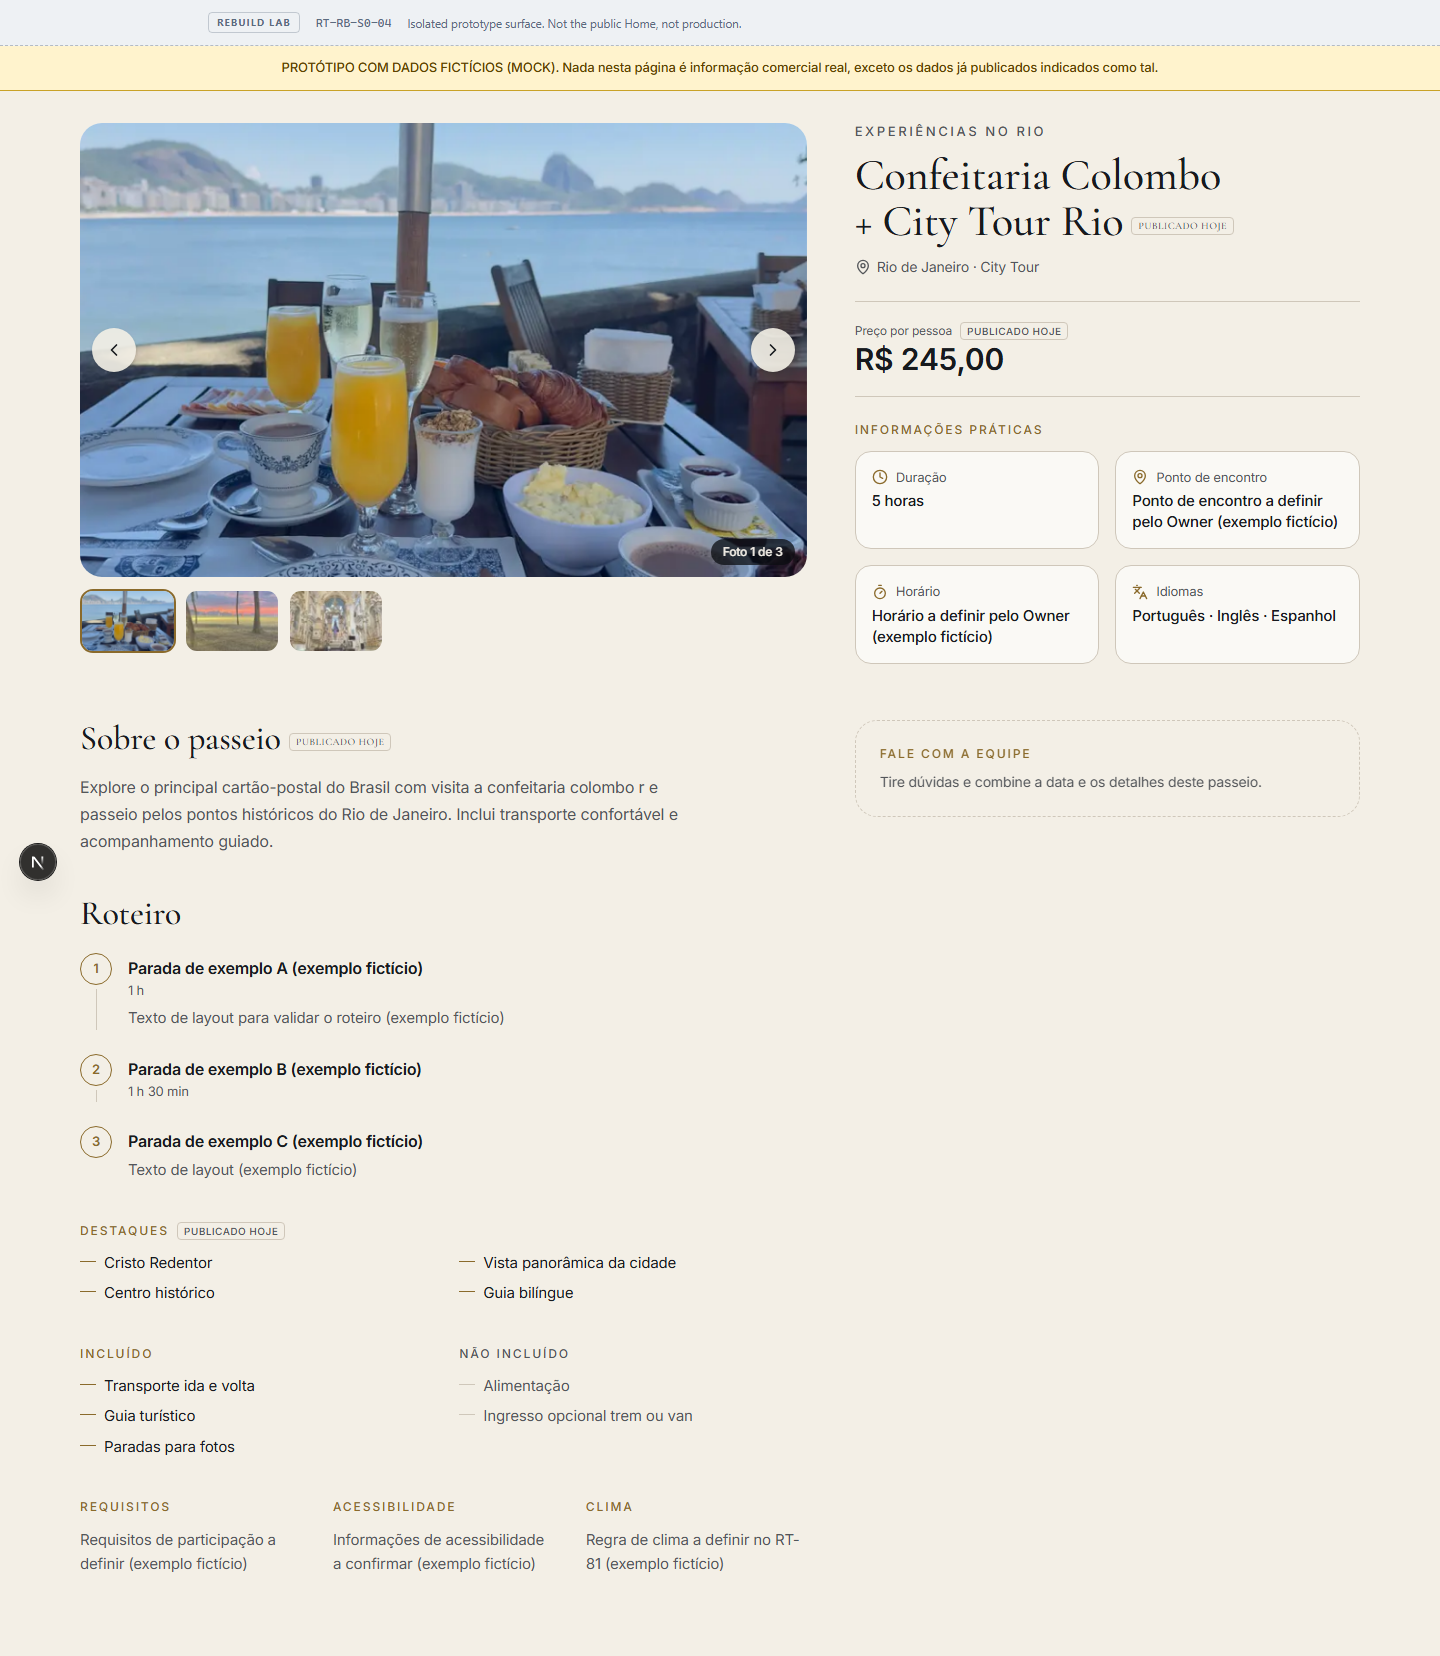 REBUILD LAB RT-RB-S0-04 Isolated prototype surface. Not the public Home, not production.
PROTÓTIPO COM DADOS FICTÍCIOS (MOCK). Nada nesta página é informação comercial real, exceto os dados já publicados indicados como tal.
Foto 1 de 3
EXPERIÊNCIAS NO RIO
Confeitaria Colombo
+ City Tour Rio PUBLICADO HOJE
Rio de Janeiro · City Tour
Preço por pessoa PUBLICADO HOJE
R$ 245,00
INFORMAÇÕES PRÁTICAS
Duração
5 horas
Ponto de encontro
Ponto de encontro a definir
pelo Owner (exemplo fictício)
Horário
Horário a definir pelo Owner
(exemplo fictício)
Idiomas
Português · Inglês · Espanhol
Sobre o passeio PUBLICADO HOJE
Explore o principal cartão-postal do Brasil com visita a confeitaria colombo r e
passeio pelos pontos históricos do Rio de Janeiro. Inclui transporte confortável e
acompanhamento guiado.
FALE COM A EQUIPE
Tire dúvidas e combine a data e os detalhes deste passeio.
N
Roteiro
1 Parada de exemplo A (exemplo fictício)
1 h
Texto de layout para validar o roteiro (exemplo fictício)
2 Parada de exemplo B (exemplo fictício)
1 h 30 min
3 Parada de exemplo C (exemplo fictício)
Texto de layout (exemplo fictício)
DESTAQUES PUBLICADO HOJE
— Cristo Redentor
— Vista panorâmica da cidade
— Centro histórico
— Guia bilíngue
INCLUÍDO
— Transporte ida e volta
— Guia turístico
— Paradas para fotos
NÃO INCLUÍDO
— Alimentação
— Ingresso opcional trem ou van
REQUISITOS
Requisitos de participação a
definir (exemplo fictício)
ACESSIBILIDADE
Informações de acessibilidade
a confirmar (exemplo fictício)
CLIMA
Regra de clima a definir no RT-
81 (exemplo fictício)